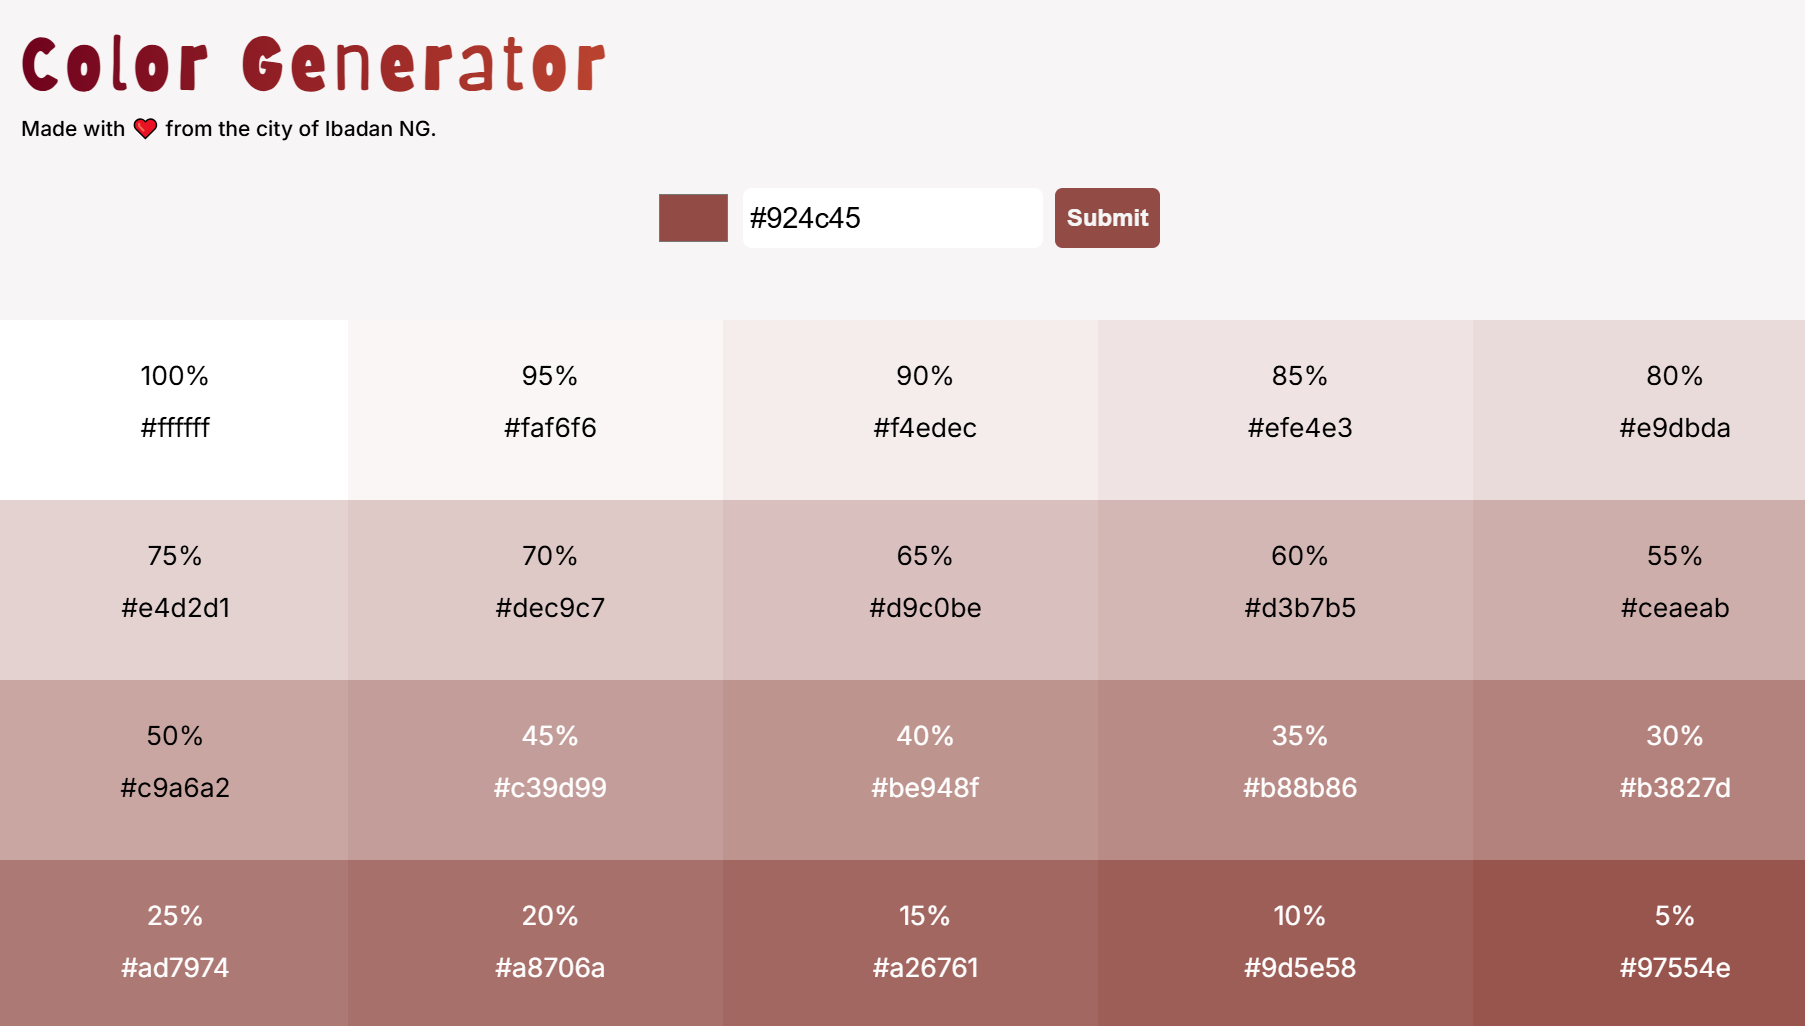 Color Generator
Made with ❤️ from the city of Ibadan NG.
#924c45 Submit
100% 95% 90% 85% 80%
#ffffff #faf6f6 #f4edec #efe4e3 #e9dbda
75% 70% 65% 60% 55%
#e4d2d1 #dec9c7 #d9c0be #d3b7b5 #ceaeab
50% 45% 40% 35% 30%
#c9a6a2 #c39d99 #be948f #b88b86 #b3827d
25% 20% 15% 10% 5%
#ad7974 #a8706a #a26761 #9d5e58 #97554e